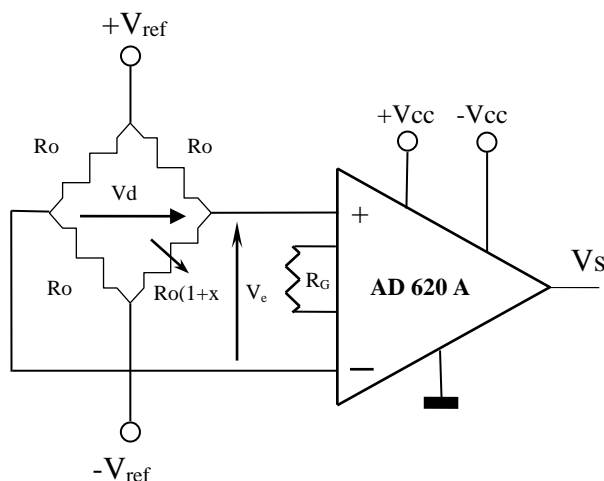 +Vref
Ro
Ro
+Vcc
-Vcc
Vd
+
Ro
Ro(1+x
Ve
RG
AD 620 A
VS
−
-Vref